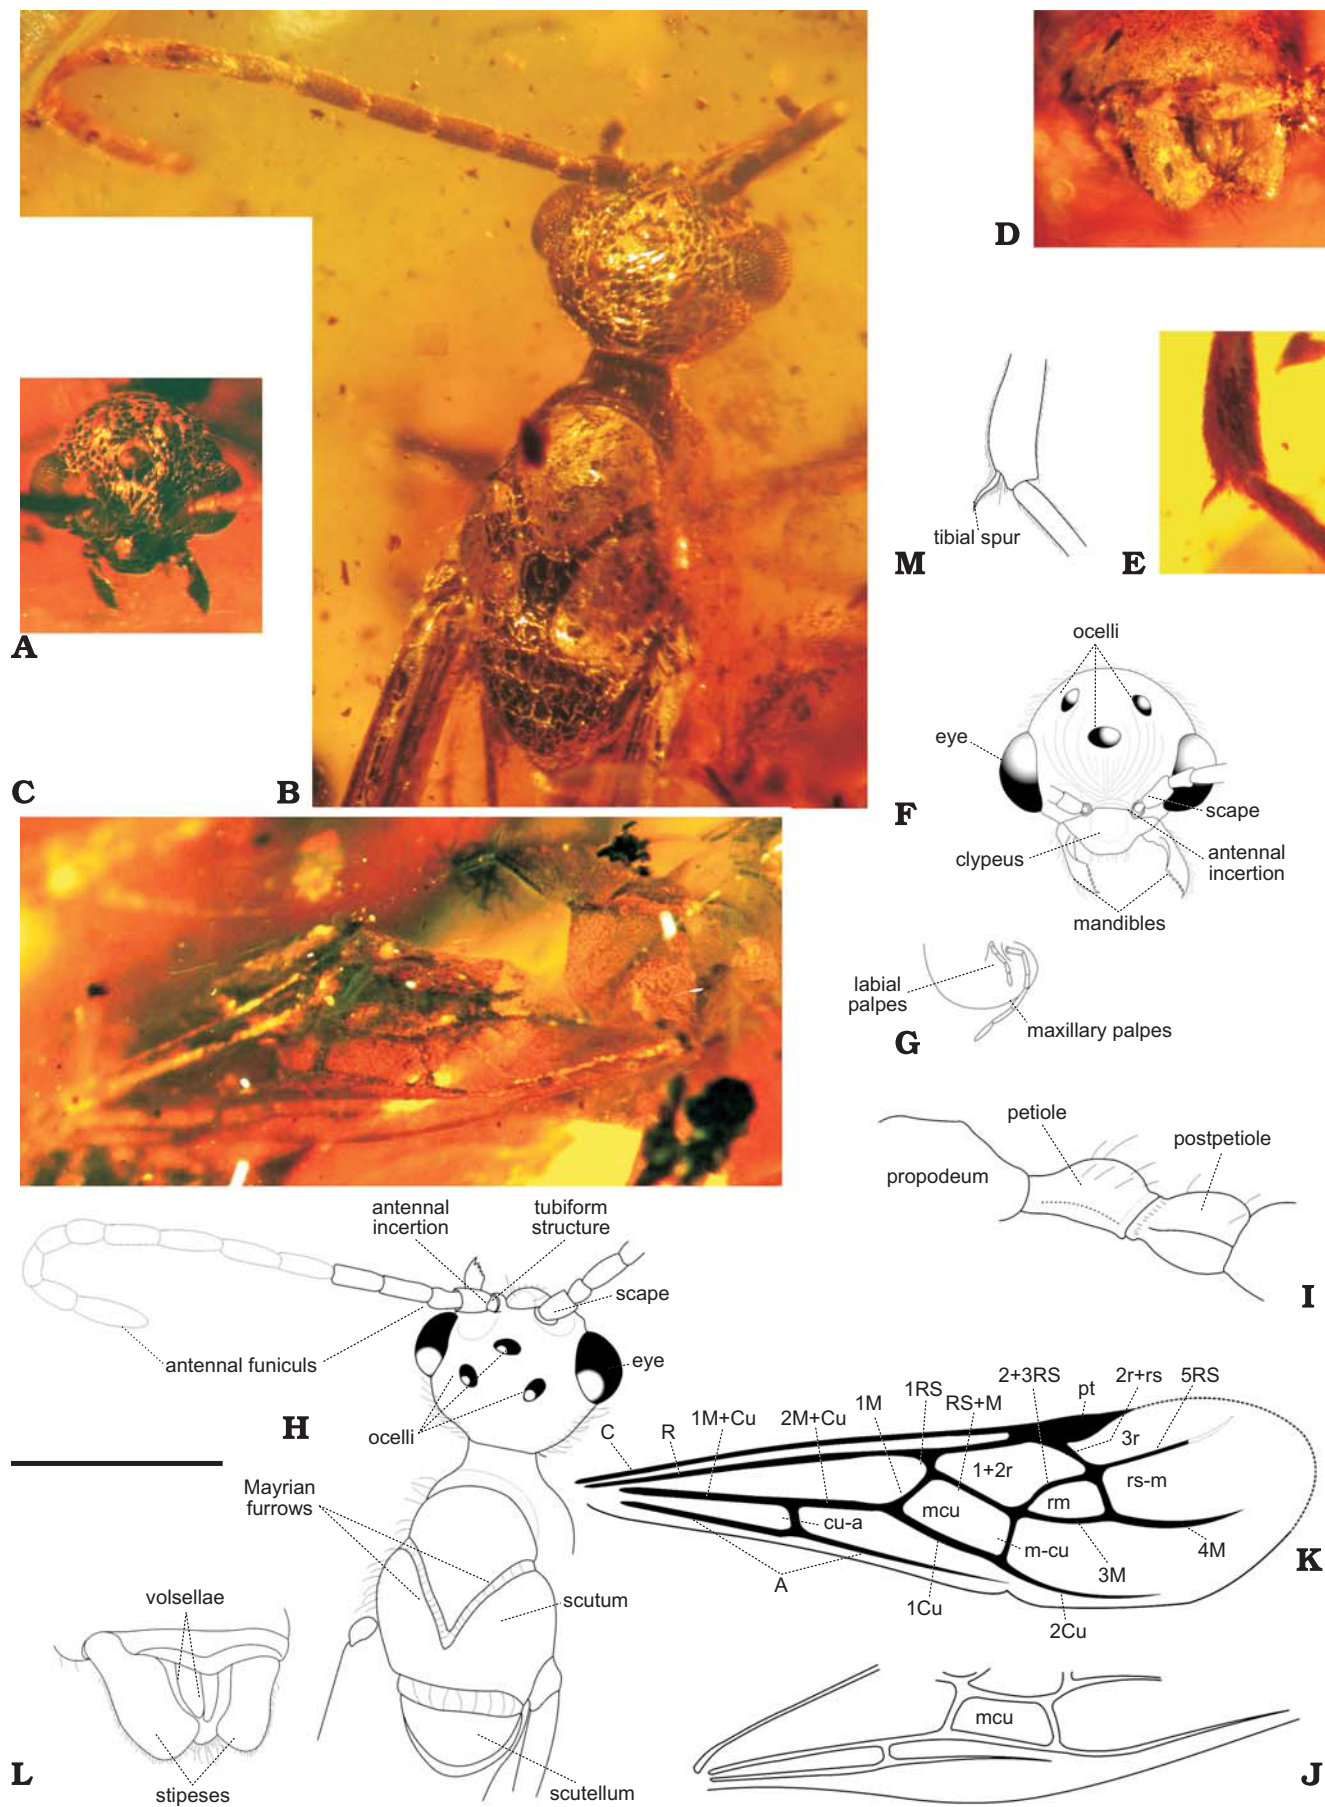 D
A
C
B
tibial spur
M
E
ocelli
eye
scape
F
clypeus
antennal
incertion
mandibles
labial
palpes
maxillary palpes
G
petiole
postpetiole
propodeum
I
antennal
incertion
tubiform
structure
scape
antennal funiculs
eye
ocelli
H
Mayrian
furrows
scutum
scutellum
volsellae
stipeses
L
C
R
1M+Cu
2M+Cu
1M
1RS
RS+M
2+3RS
pt
2r+rs
5RS
3r
1+2r
rs-m
rm
mcu
cu-a
m-cu
3M
4M
A
1Cu
2Cu
K
mcu
J